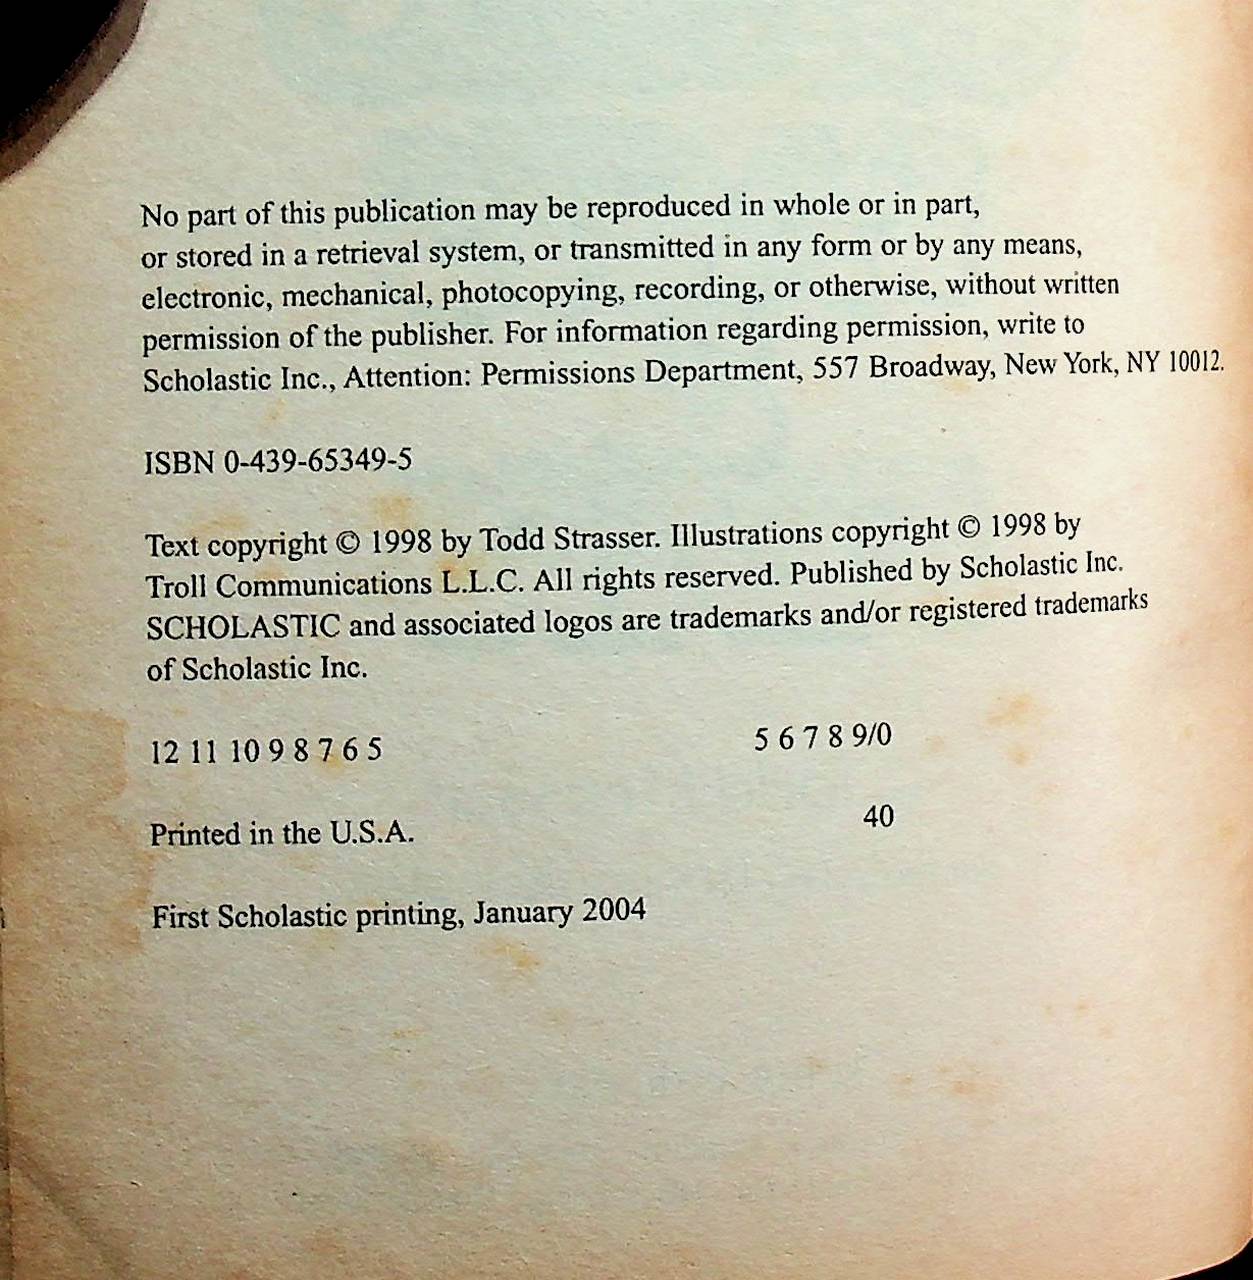 No part of this publication may be reproduced in whole or in part,
or stored in a retrieval system, or transmitted in any form or by any means,
electronic, mechanical, photocopying, recording, or otherwise, without written
permission of the publisher. For information regarding permission, write to
Scholastic Inc., Attention: Permissions Department, 557 Broadway, New York, NY 10012.
ISBN 0-439-65349-5
Text copyright © 1998 by Todd Strasser. Illustrations copyright © 1998 by
Troll Communications L.L.C. All rights reserved. Published by Scholastic Inc.
SCHOLASTIC and associated logos are trademarks and/or registered trademarks
of Scholastic Inc.
12 11 10 9 8 7 6 5 5 6 7 8 9/0
Printed in the U.S.A. 40
First Scholastic printing, January 2004